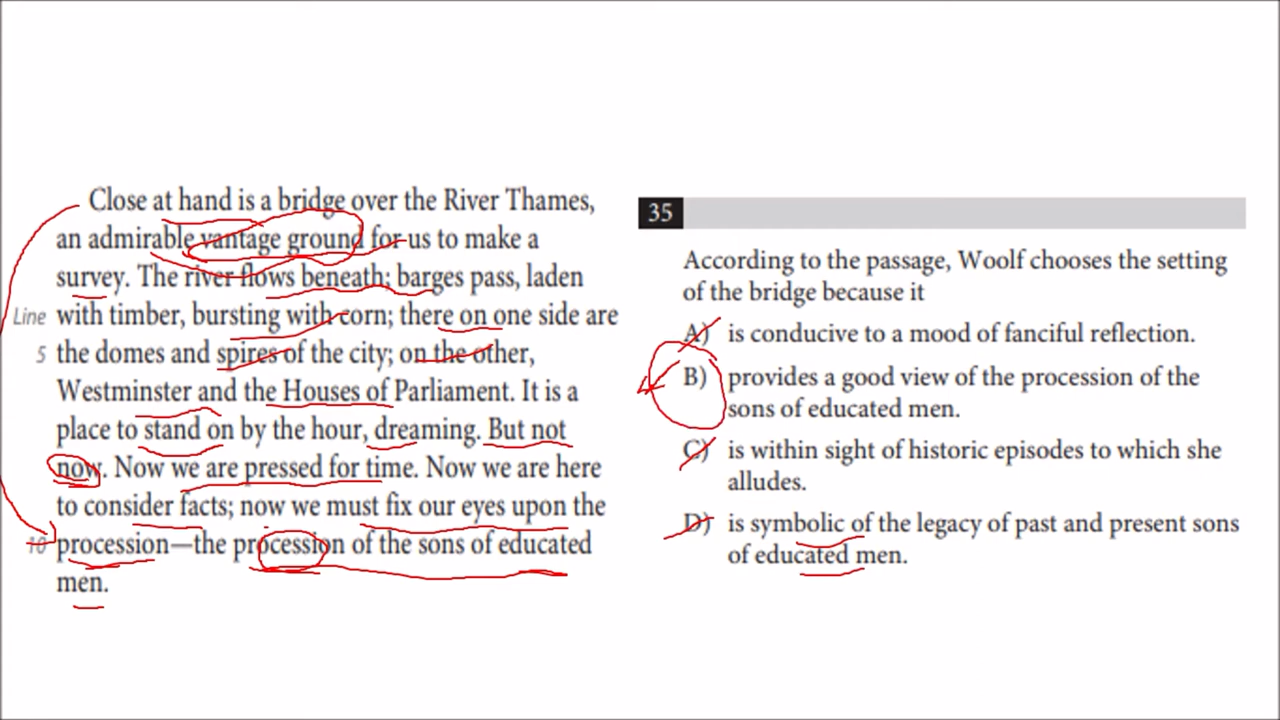 Close at hand is a bridge over the River Thames,
an admirable vantage ground for us to make a
survey. The river flows beneath; barges pass, laden
Line with timber, bursting with corn; there on one side are
5 the domes and spires of the city; on the other,
Westminster and the Houses of Parliament. It is a
place to stand on by the hour, dreaming. But not
now. Now we are pressed for time. Now we are here
to consider facts; now we must fix our eyes upon the
10 procession—the procession of the sons of educated
men.
35
According to the passage, Woolf chooses the setting
of the bridge because it
A) is conducive to a mood of fanciful reflection.
B) provides a good view of the procession of the
sons of educated men.
C) is within sight of historic episodes to which she
alludes.
D) is symbolic of the legacy of past and present sons
of educated men.